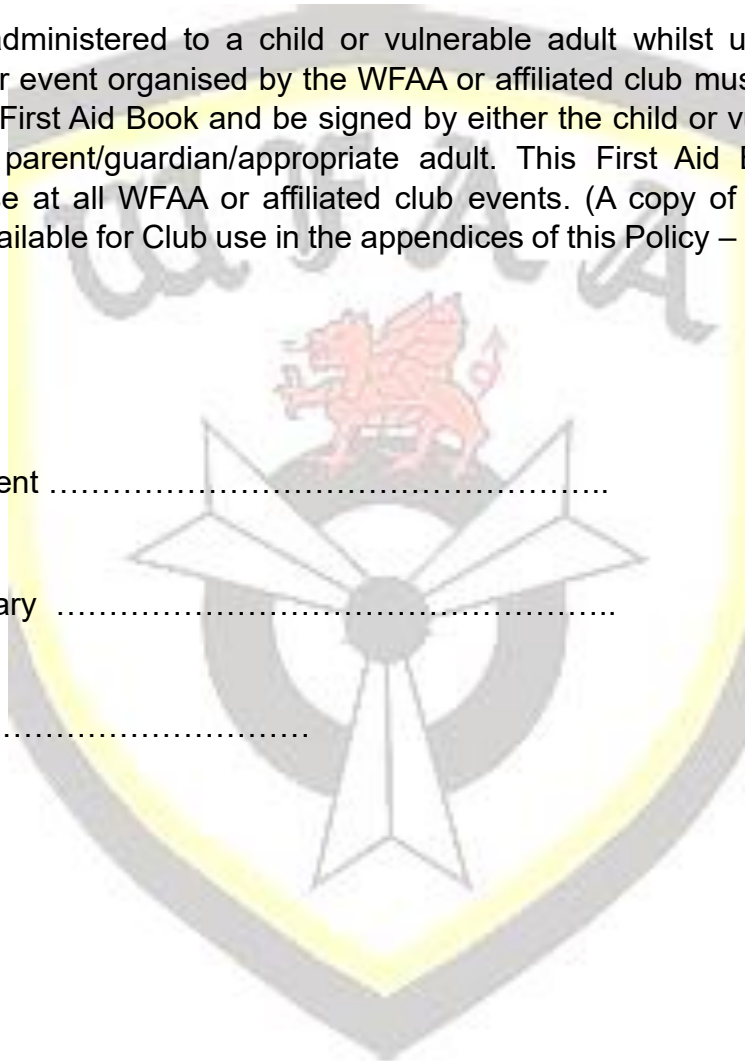 administered to a child or vulnerable adult whilst u
r event organised by the WFAA or affiliated club mus
First Aid Book and be signed by either the child or v
parent/guardian/appropriate adult. This First Aid B
se at all WFAA or affiliated club events. (A copy of
ailable for Club use in the appendices of this Policy –
WFAA
ent …………………………………………………..
ary ………………………………………………….
…………………………